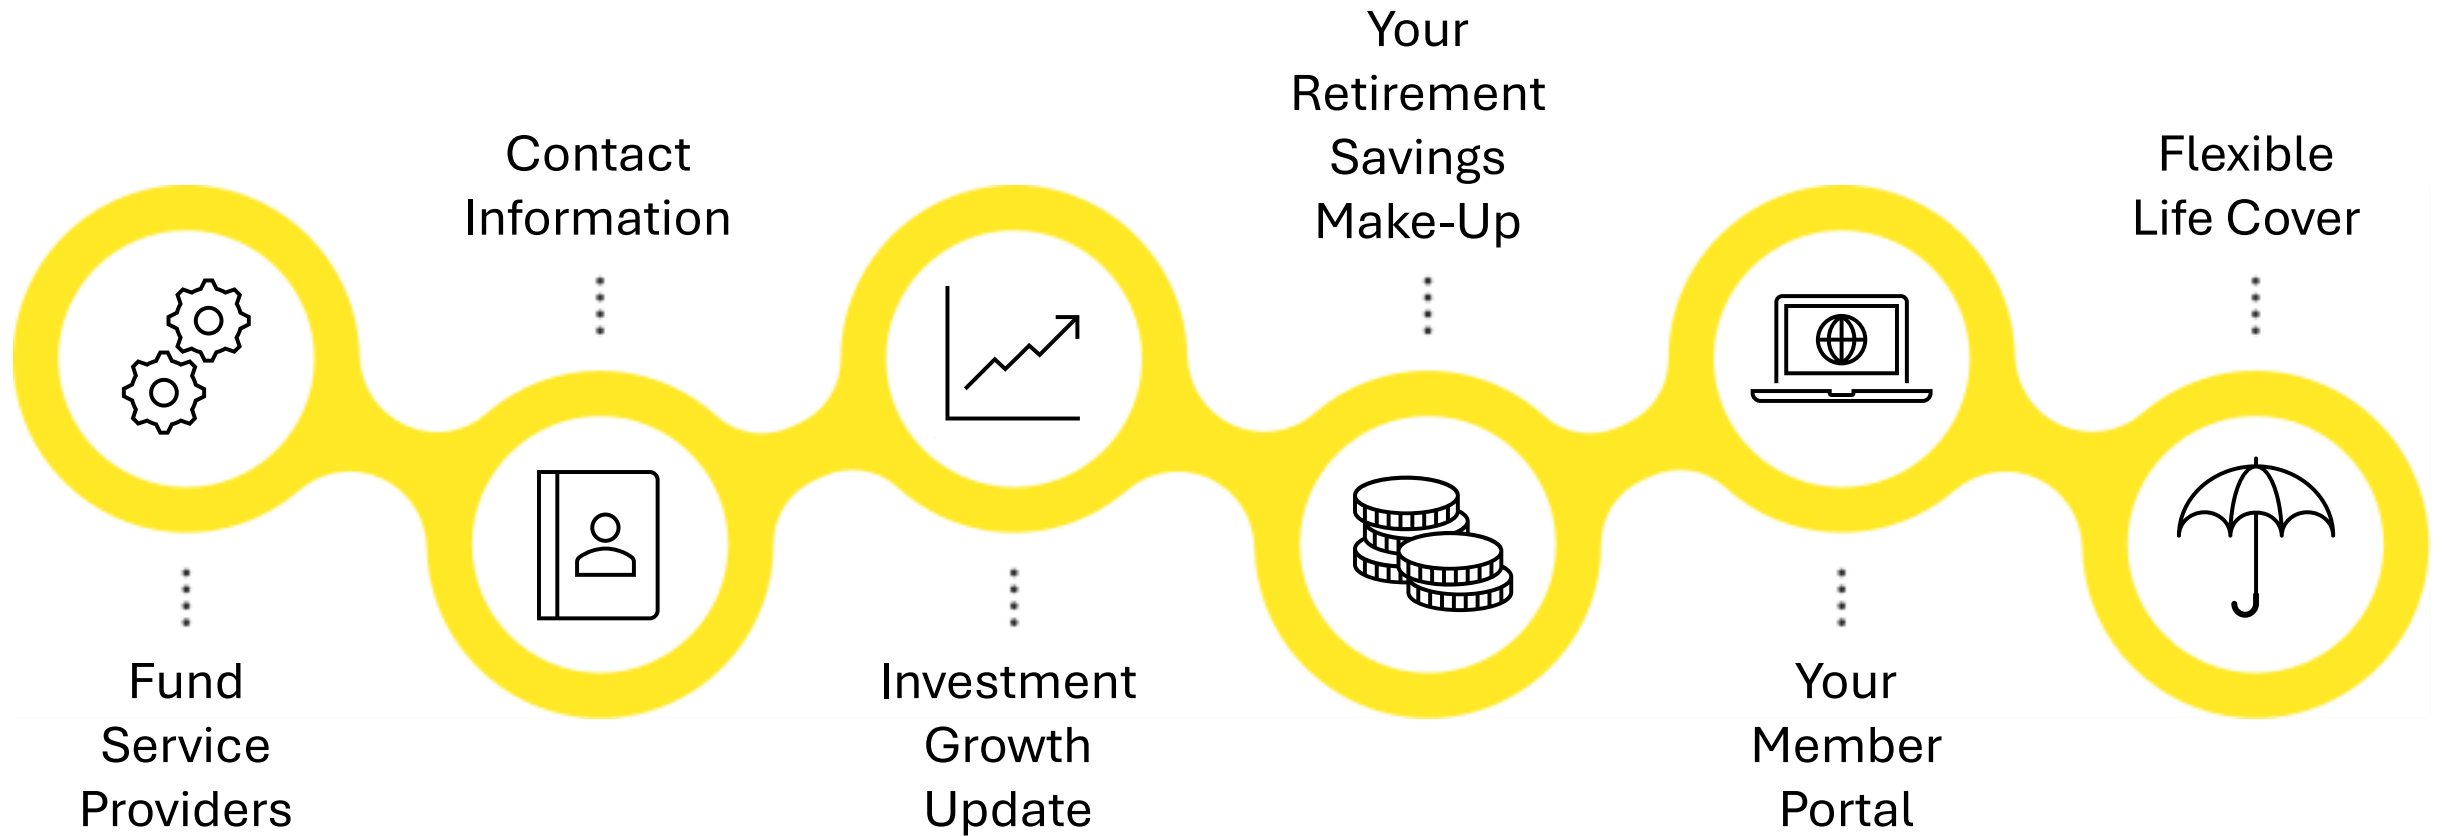 Fund
Service
Providers
Contact
Information
Investment
Growth
Update
Your
Retirement
Savings
Make-Up
Your
Member
Portal
Flexible
Life Cover